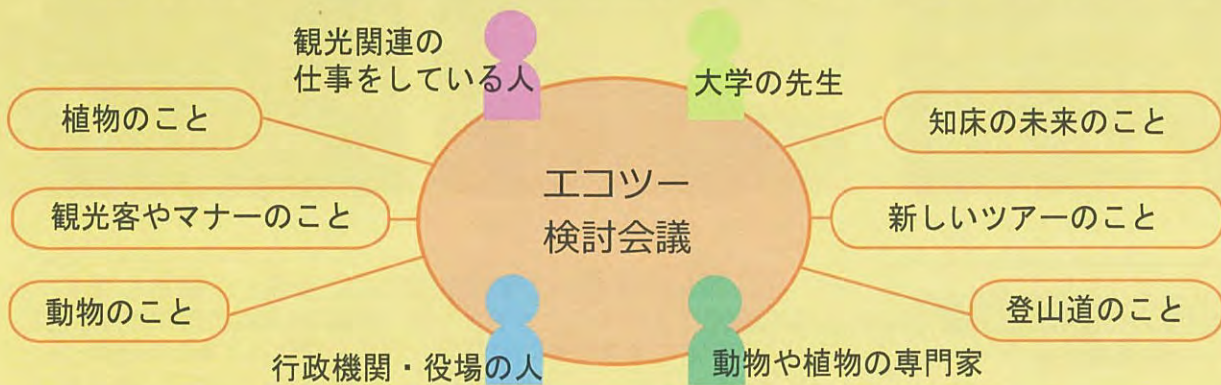 観光関連の
仕事をしている人
大学の先生
植物のこと
知床の未来のこと
エコツー
検討会議
観光客やマナーのこと
新しいツアーのこと
動物のこと
登山道のこと
行政機関・役場の人
動物や植物の専門家